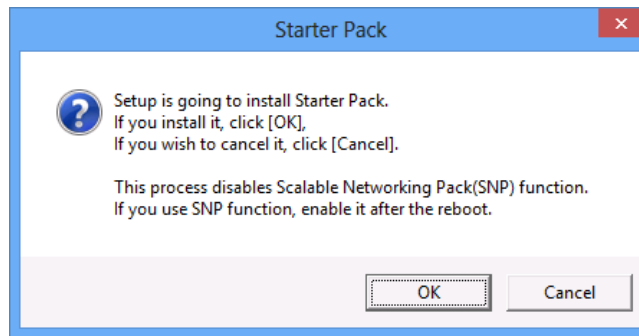 Starter Pack
Setup is going to install Starter Pack.
If you install it, click [OK],
If you wish to cancel it, click [Cancel].
This process disables Scalable Networking Pack(SNP) function.
If you use SNP function, enable it after the reboot.
OK
Cancel